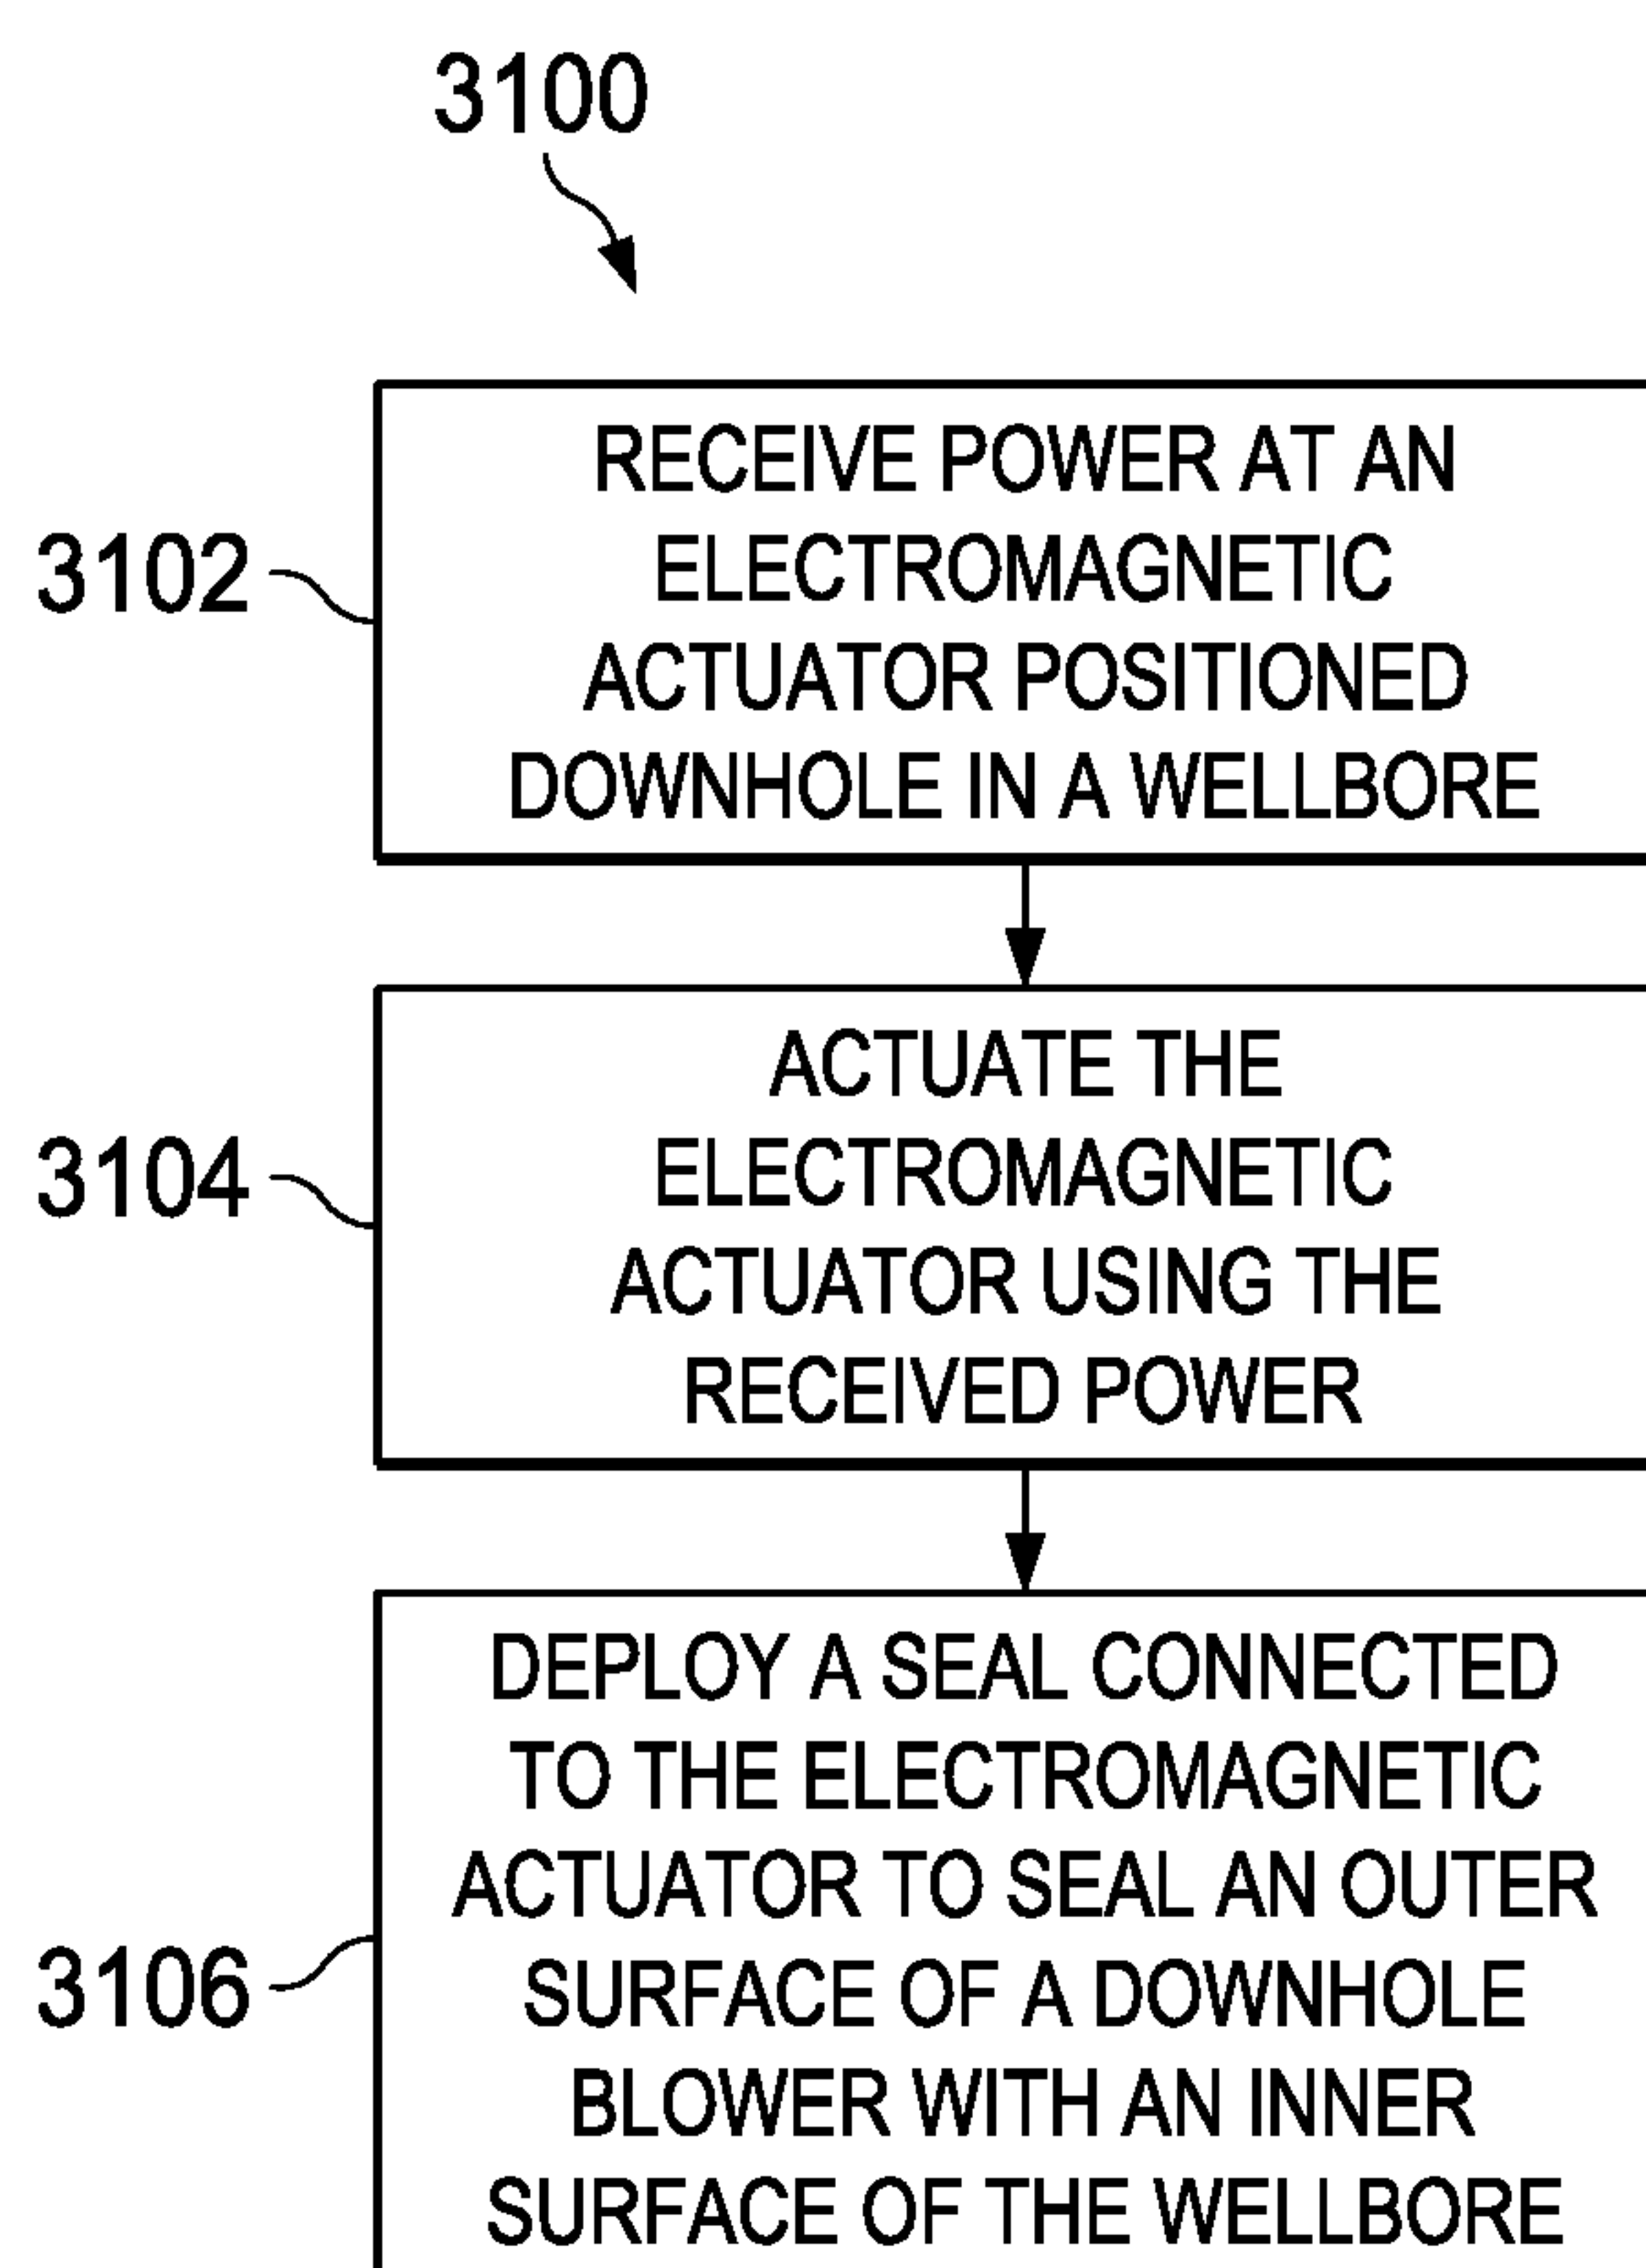 3100
3102
RECEIVE POWER AT AN
ELECTROMAGNETIC
ACTUATOR POSITIONED
DOWNHOLE IN A WELLBORE
3104
ACTUATE THE
ELECTROMAGNETIC
ACTUATOR USING THE
RECEIVED POWER
3106
DEPLOY A SEAL CONNECTED
TO THE ELECTROMAGNETIC
ACTUATOR TO SEAL AN OUTER
SURFACE OF A DOWNHOLE
BLOWER WITH AN INNER
SURFACE OF THE WELLBORE